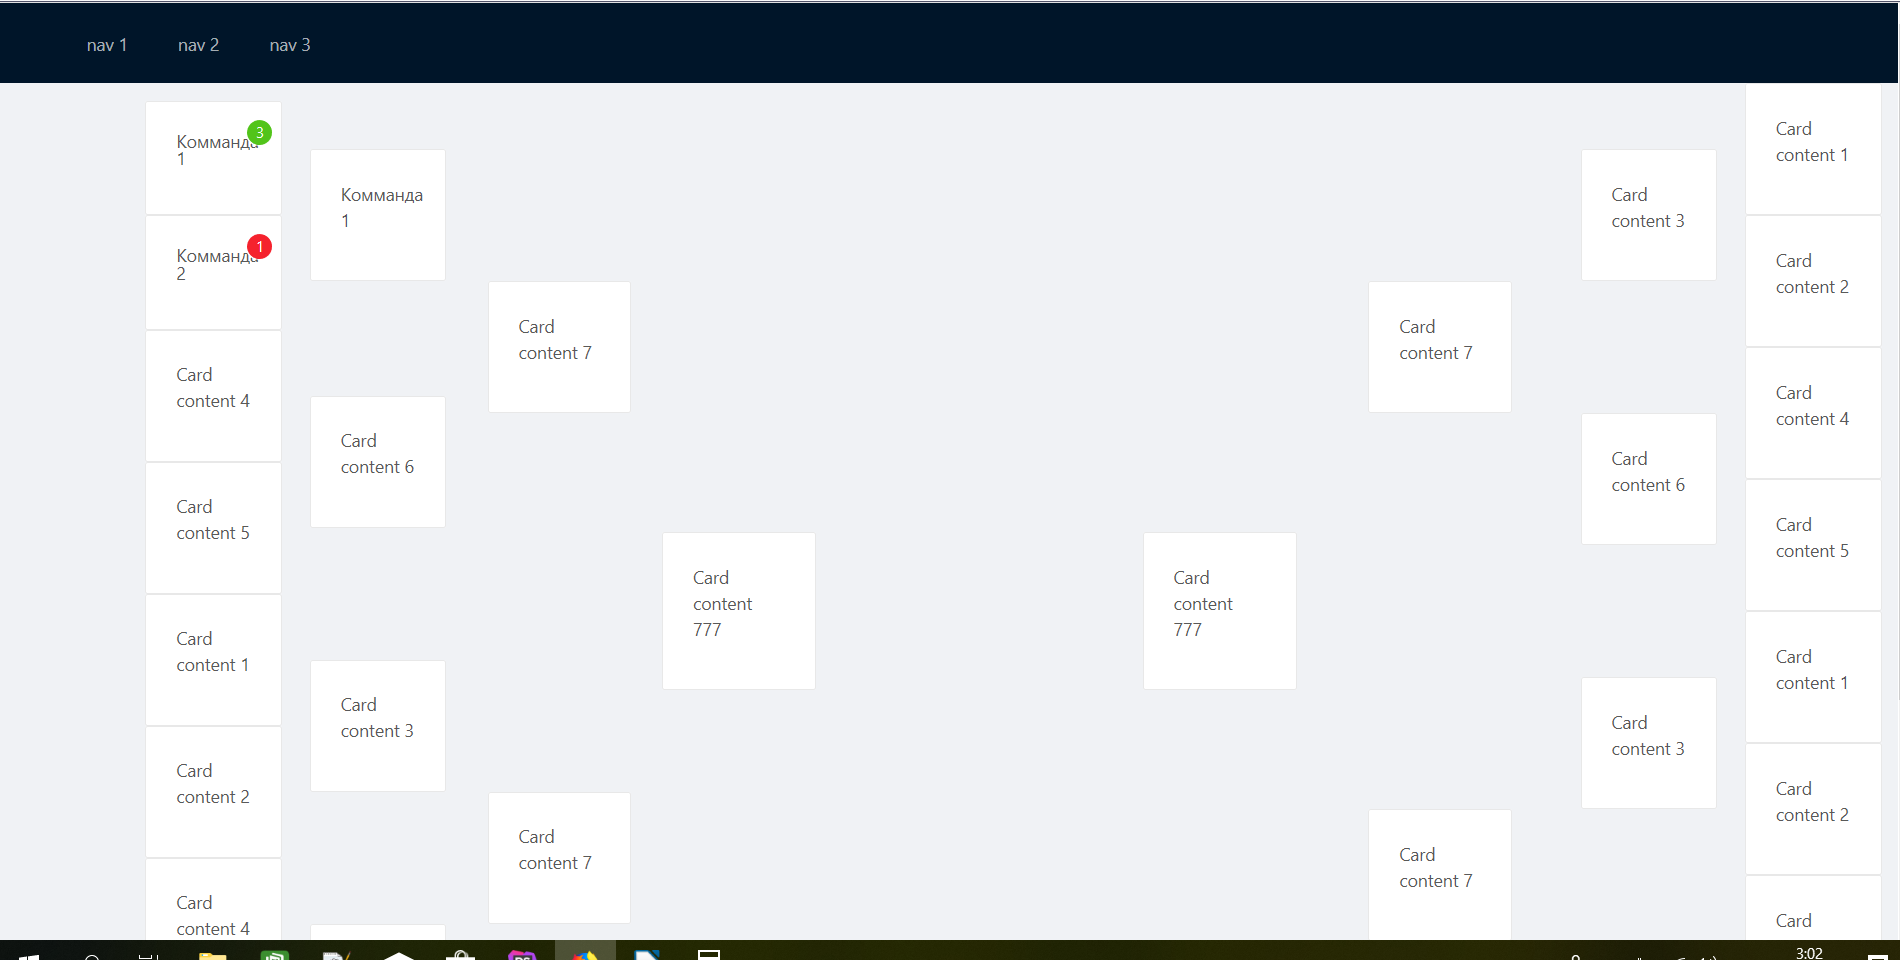 nav 1
nav 2
nav 3
Комманда
1
3
Комманда
2
1
Card
content 4
Card
content 5
Card
content 1
Card
content 2
Card
content 4
Комманда
1
Card
content 6
Card
content 3
Card
content 7
Card
content 7
Card
content
777
Card
content
777
Card
content 7
Card
content 7
Card
content 3
Card
content 6
Card
content 3
Card
content 1
Card
content 2
Card
content 4
Card
content 5
Card
content 1
Card
content 2
Card
3:02